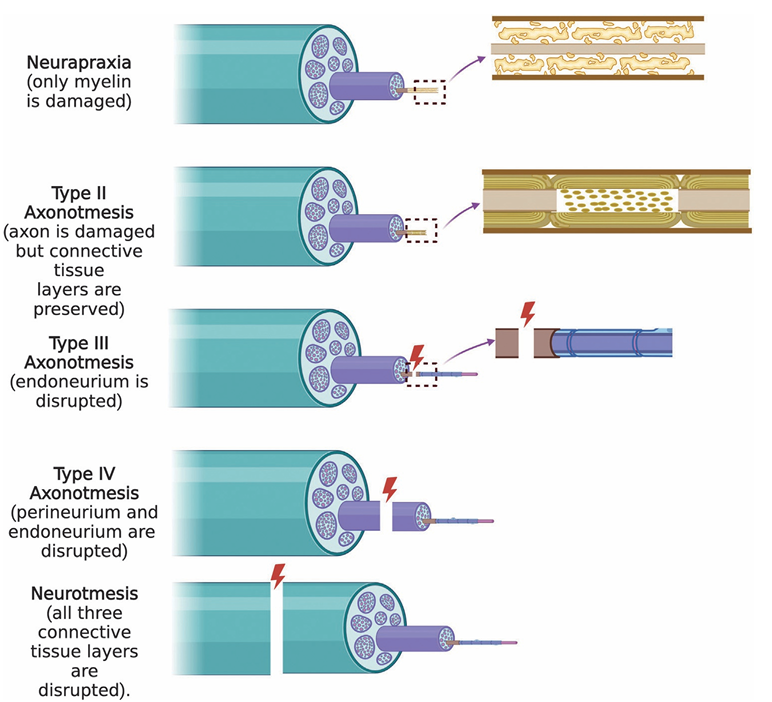 Neurapraxia
(only myelin
is damaged)
Type II
Axonotmesis
(axon is damaged
but connective
tissue
layers are
preserved)
Type III
Axonotmesis
(endoneurium is
disrupted)
Type IV
Axonotmesis
(perineurium and
endoneurium are
disrupted)
Neurotmesis
(all three
connective
tissue layers
are
disrupted).